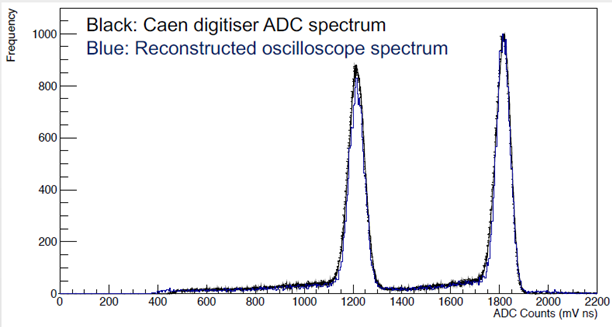 Frequency
Black: Caen digitiser ADC spectrum
Blue: Reconstructed oscilloscope spectrum
1000
800
600
400
200
0
0 200 400 600 800 1000 1200 1400 1600 1800 2000 2200
ADC Counts (mV ns)